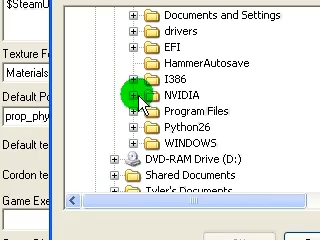 $SteamU
Documents and Settings
drivers
EFI
HammerAutosave
I386
Texture F
Materials
NVIDIA
Default Po
Program Files
prop_phy
Python26
WINDOWS
Default te
DVD-RAM Drive (D:)
Cordon te
Shared Documents
Tyler's Documents
Game Exe